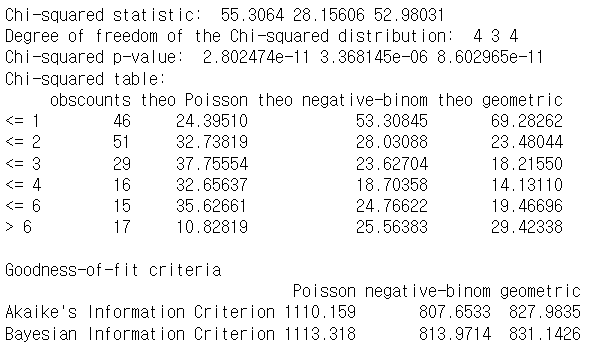 Chi-squared statistic:  55.3064 28.15606 52.98031
Degree of freedom of the Chi-squared distribution:  4 3 4
Chi-squared p-value:  2.802474e-11 3.368145e-06 8.602965e-11
Chi-squared table:
     obscounts theo Poisson theo negative-binom theo geometric
<= 1        46     24.39510            53.30845       69.28262
<= 2        51     32.73819            28.03088       23.48044
<= 3        29     37.75554            23.62704       18.21550
<= 4        16     32.65637            18.70358       14.13110
<= 6        15     35.62661            24.76622       19.46696
> 6         17     10.82819            25.56383       29.42338

Goodness-of-fit criteria
                                Poisson negative-binom geometric
Akaike's Information Criterion 1110.159       807.6533  827.9835
Bayesian Information Criterion 1113.318       813.9714  831.1426